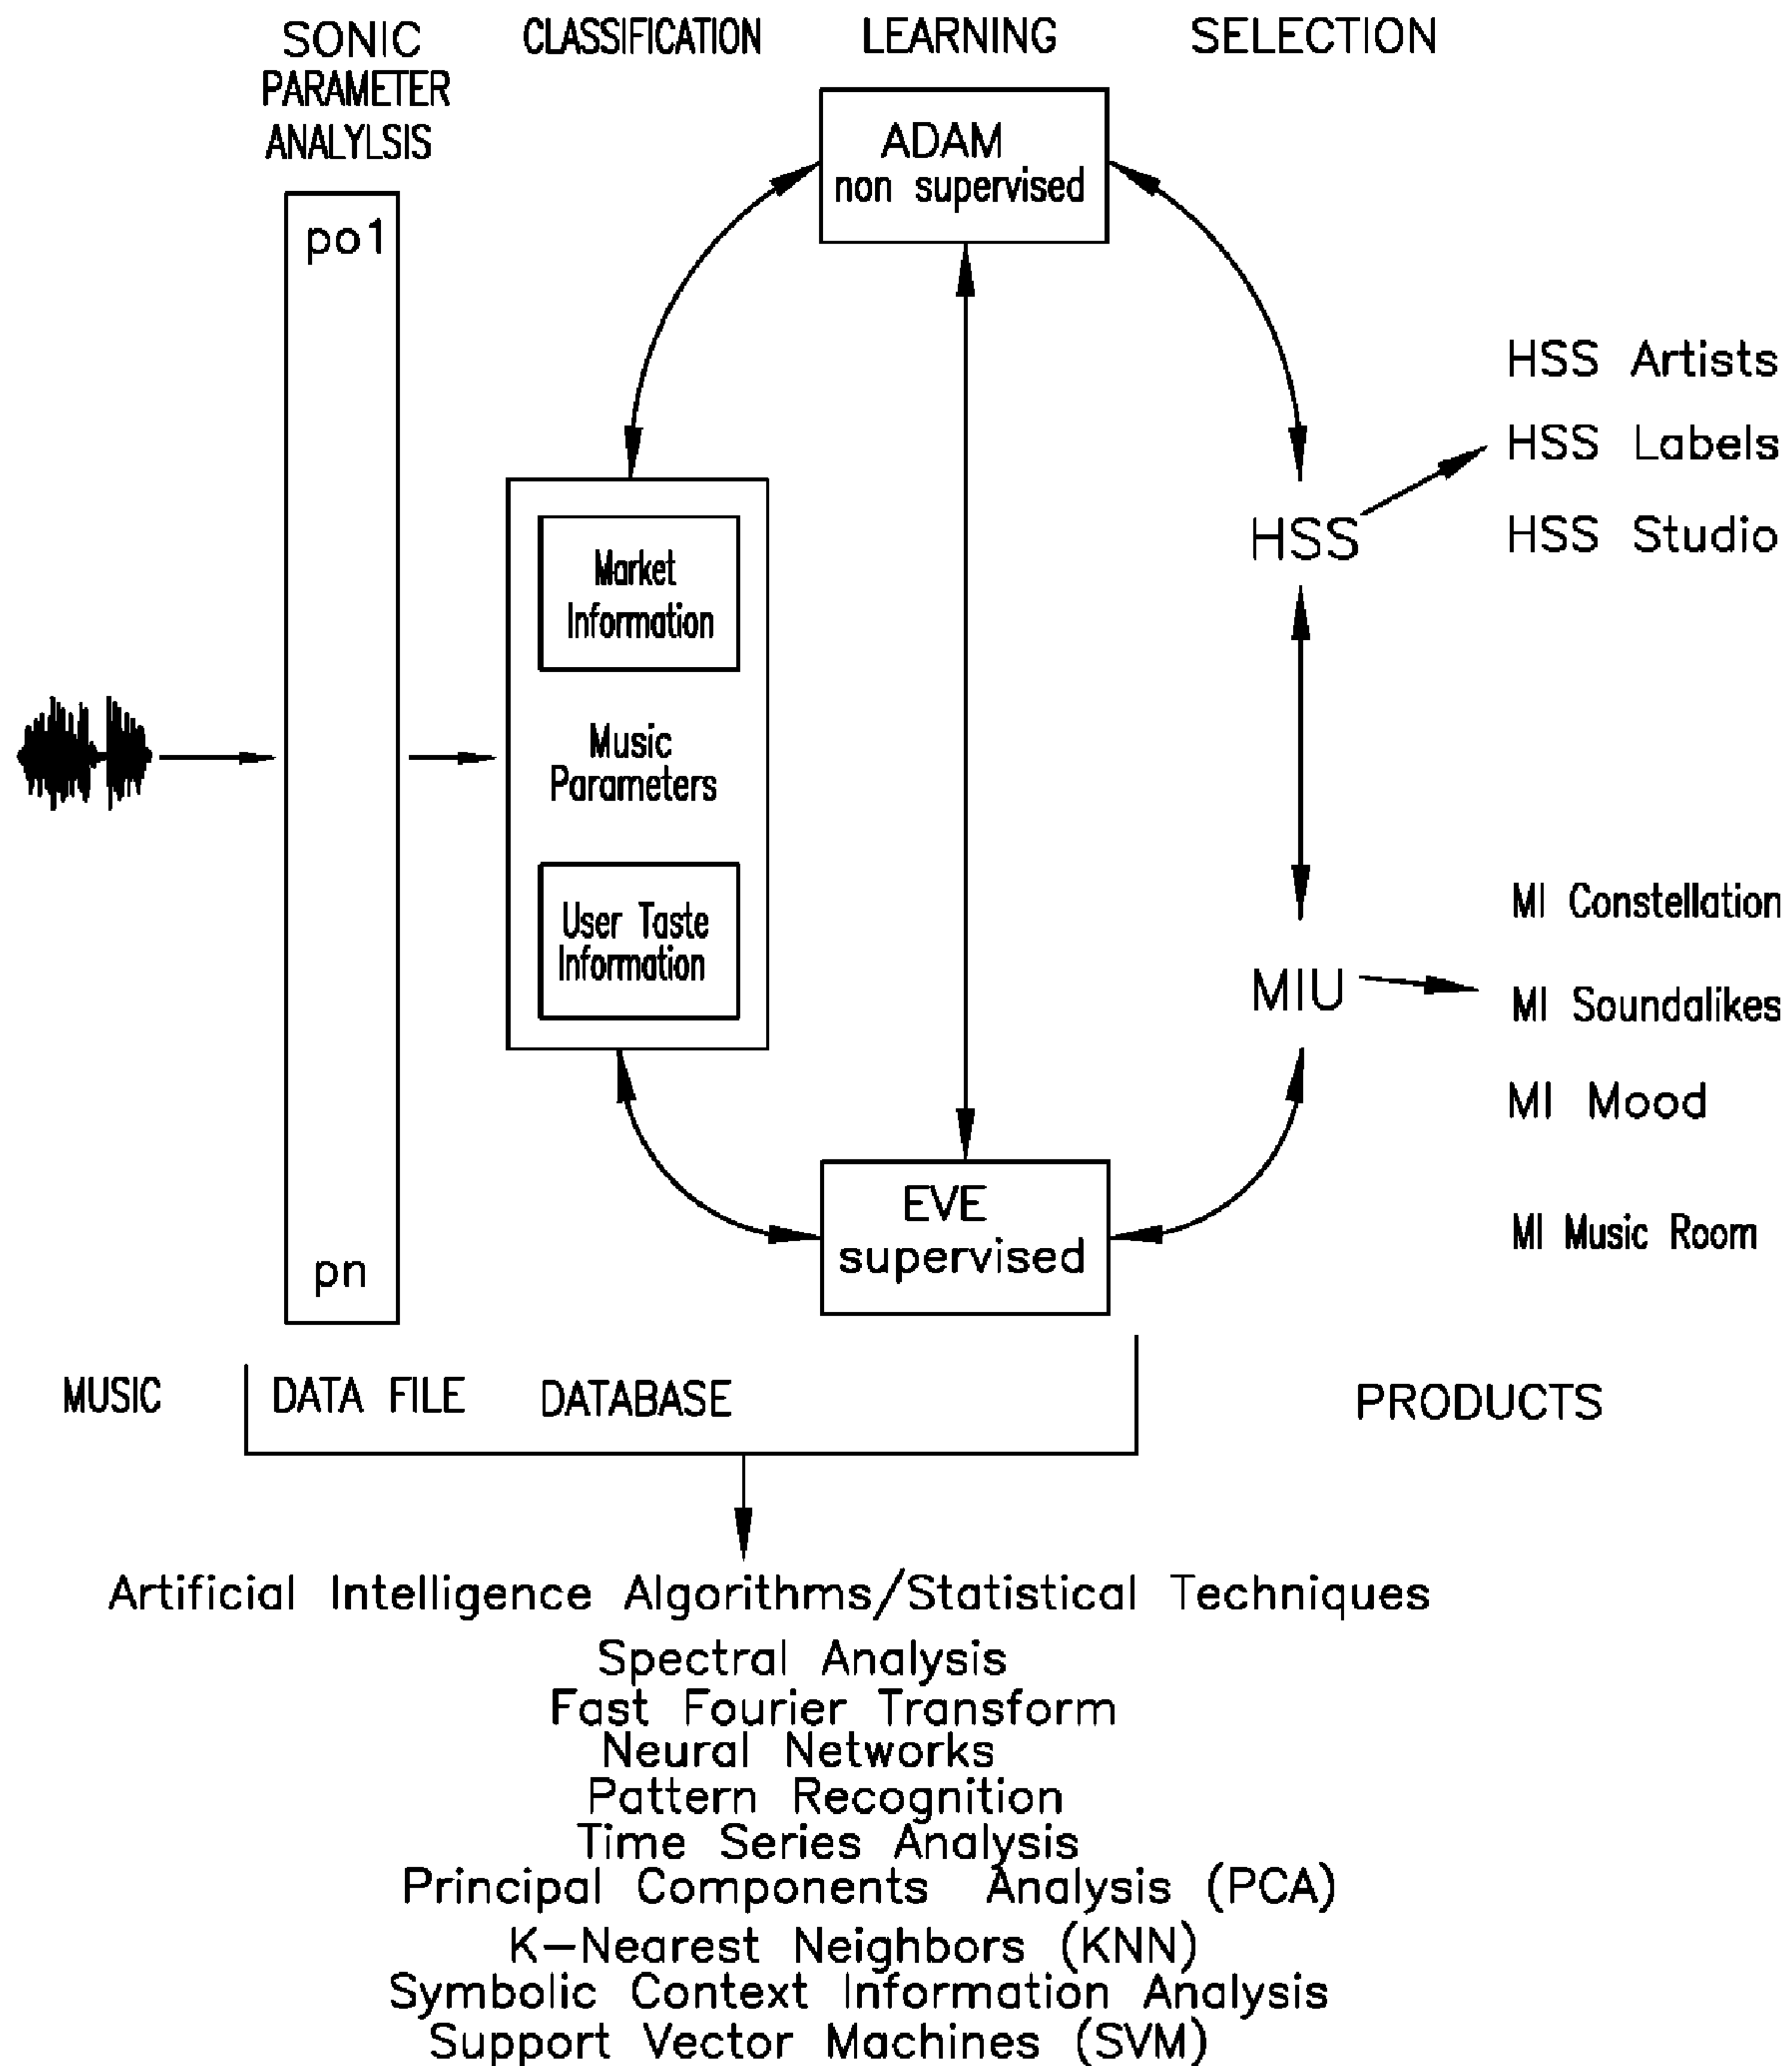 SONIC
PARAMETER
ANALYLSIS
CLASSIFICATION
LEARNING
SELECTION
po1
pn
ADAM
non supervised
Market
Information
Music
Parameters
User Taste
Information
EVE
supervised
HSS
HSS Artists
HSS Labels
HSS Studio
MIU
MI Constellation
MI Soundalikes
MI Mood
MI Music Room
MUSIC
DATA FILE
DATABASE
PRODUCTS
Artificial Intelligence Algorithms/Statistical Techniques
Spectral Analysis
Fast Fourier Transform
Neural Networks
Pattern Recognition
Time Series Analysis
Principal Components Analysis (PCA)
K-Nearest Neighbors (KNN)
Symbolic Context Information Analysis
Support Vector Machines (SVM)